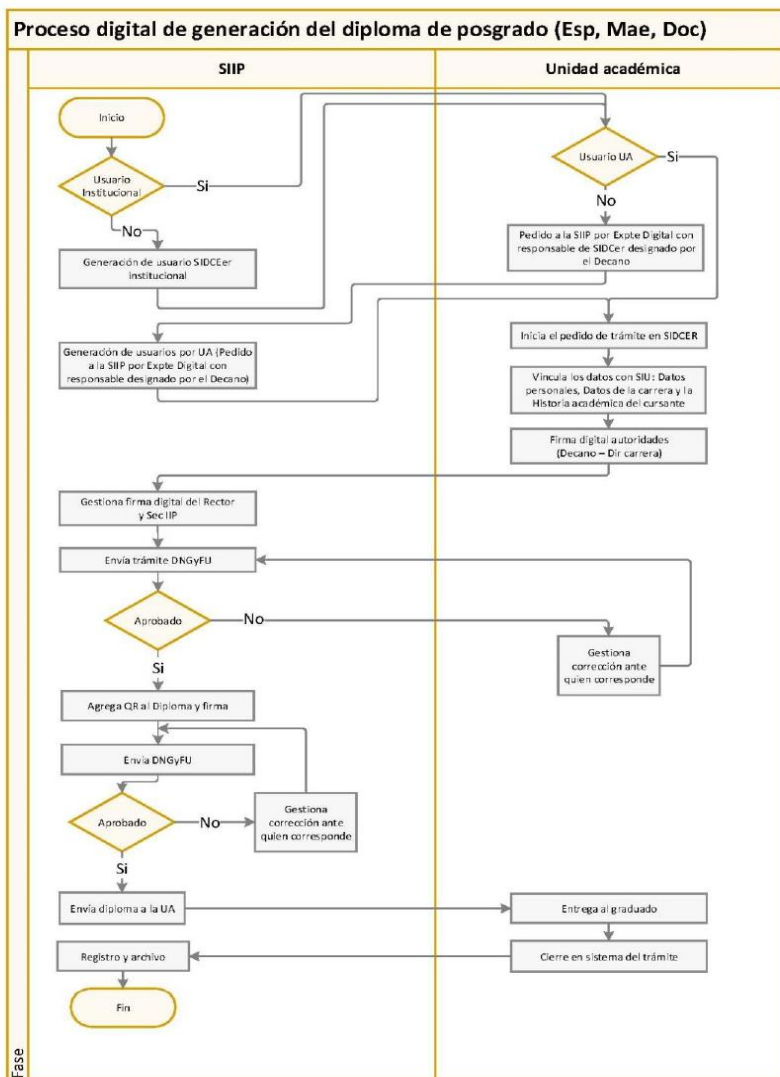 Proceso digital de generación del diploma de posgrado (Esp, Mae, Doc)
SIIP
Unidad académica
Inicio
Usuario
Institucional
Si
No
Generación de usuario SIDCEer
institucional
Usuario UA
Si
No
Pedido a la SIIP por Expte Digital con
responsable de SIDCer designado por
el Decano
Generación de usuarios por UA (Pedido
a la SIIP por Expte Digital con
responsable designado por el Decano)
Inicia el pedido de trámite en SIDCER
Vincula los datos con SIU: Datos
personales, Datos de la carrera y la
Historia académica del cursante
Firma digital autoridades
(Decano – Dir carrera)
Gestiona firma digital del Rector
y Sec IIP
Envía trámite DNGyFU
Aprobado
No
Gestiona
corrección ante
quien corresponde
Si
Agrega QR al Diploma y firma
Envía DNGyFU
Aprobado
No
Gestiona
corrección ante
quien corresponde
Si
Envía diploma a la UA
Entrega al graduado
Cierre en sistema del trámite
Registro y archivo
Fin
Fase